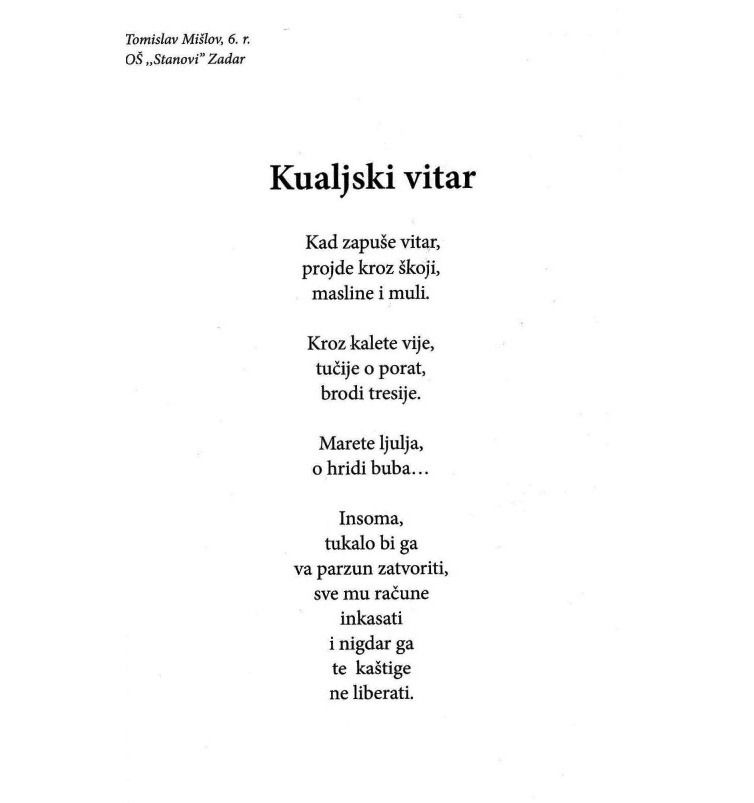 Tomislav Mišlov, 6. r.
OŠ ,,Stanovi” Zadar
Kualjski vitar
Kad zapuše vitar,
projde kroz škoji,
masline i muli.
Kroz kalete vije,
tučije o porat,
brodi tresije.
Marete ljulja,
o hridi buba…
Insoma,
tukalo bi ga
va parzun zatvoriti,
sve mu račune
inkasati
i nigdar ga
te kaštige
ne liberati.